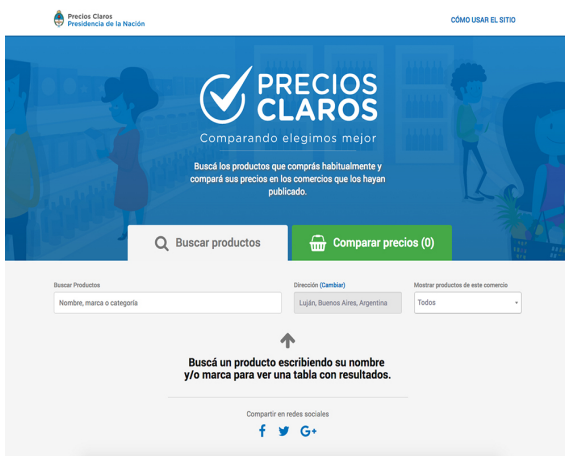 Precios Claros
Presidencia de la Nación
CÓMO USAR EL SITIO
PRECIOS
CLAROS
Comparando elegimos mejor
Buscá los productos que comprás habitualmente y
compará sus precios en los comercios que los hayan
publicado.
Buscar productos
Comparar precios (0)
Buscar Productos
Dirección (Cambiar)
Mostrar productos de este comercio
Nombre, marca o categoría
Luján, Buenos Aires, Argentina
Todos
Buscá un producto escribiendo su nombre
y/o marca para ver una tabla con resultados.
Compartir en redes sociales